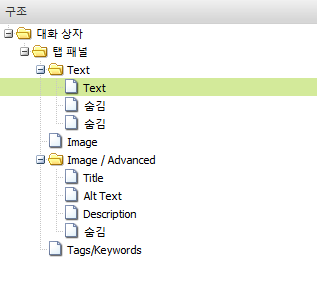 구조
대화 상자
탭 패널
Text
Text
숨김
숨김
Image
Image / Advanced
Title
Alt Text
Description
숨김
Tags/Keywords